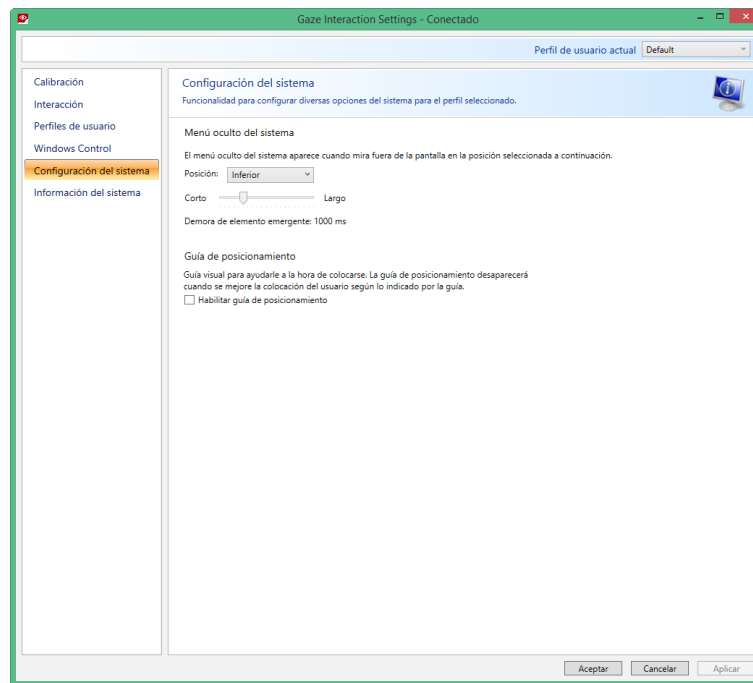 Gaze Interaction Settings - Conectado
Perfil de usuario actual Default
Calibración
Interacción
Perfiles de usuario
Windows Control
Configuración del sistema
Información del sistema
Configuración del sistema
Funcionalidad para configurar diversas opciones del sistema para el perfil seleccionado.
Menú oculto del sistema
El menú oculto del sistema aparece cuando mira fuera de la pantalla en la posición seleccionada a continuación.
Posición: Inferior
Corto Largo
Demora de elemento emergente: 1000 ms
Guía de posicionamiento
Guía visual para ayudarle a la hora de colocarse. La guía de posicionamiento desaparecerá
cuando se mejore la colocación del usuario según lo indicado por la guía.
Habilitar guía de posicionamiento
Aceptar Cancelar Aplicar